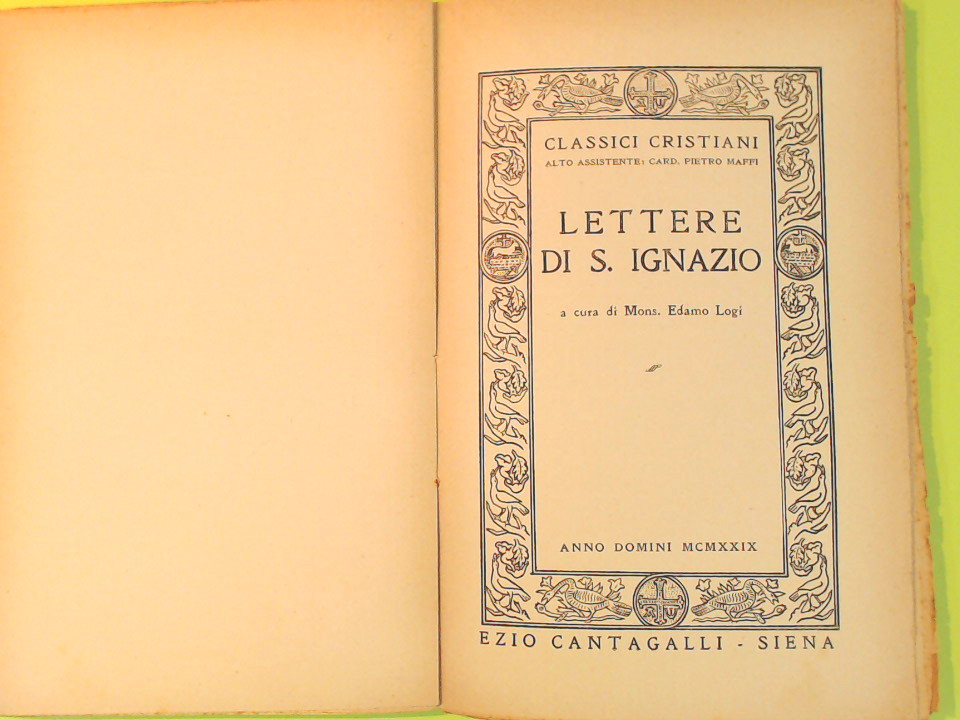 CLASSICI CRISTIANI
ALTO ASSISTENTE: CARD. PIETRO MAFFI
LETTERE
DI S. IGNAZIO
a cura di Mons. Edamo Logi
ANNO DOMINI MCMXXIX
EZIO CANTAGALLI - SIENA